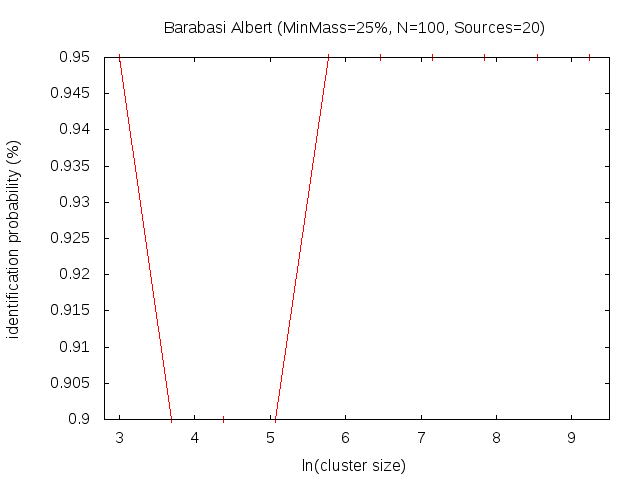 Barabasi Albert (MinMass=25%, N=100, Sources=20)
identification probability (%)
0.95
0.945
0.94
0.935
0.93
0.925
0.92
0.915
0.91
0.905
0.9
3 4 5 6 7 8 9
ln(cluster size)